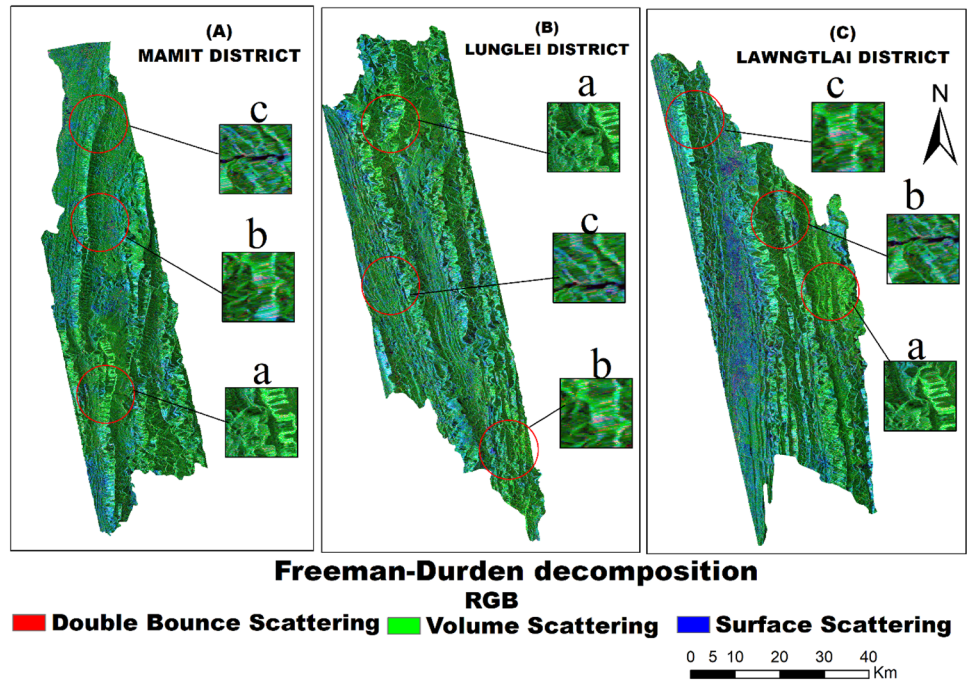 (A)
MAMIT DISTRICT
c
b
a
(B)
LUNGLEI DISTRICT
a
c
b
(C)
LAWNGTLAI DISTRICT
N
c
b
a
Freeman-Durden decomposition
RGB
Double Bounce Scattering
Volume Scattering
Surface Scattering
0 5 10 20 30 40
Km